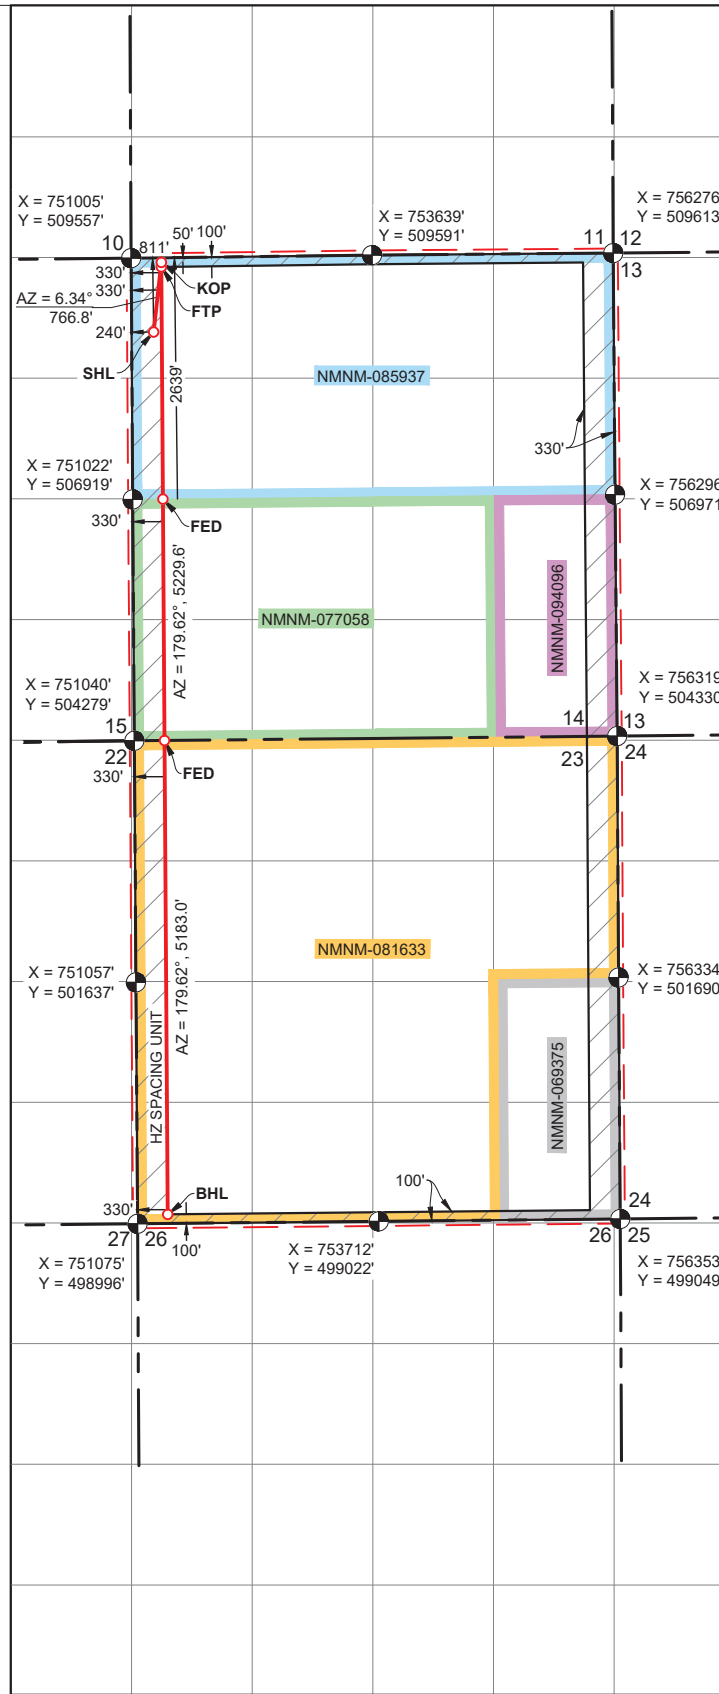 X = 751005'
Y = 509557'
X = 753639'
Y = 509591'
X = 756276
Y = 509613
10
811'
50'
100'
11
12
13
330'
330'
KOP
FTP
AZ = 6.34°
766.8'
240'
SHL
2639'
NMNM-085937
330'
X = 751022'
Y = 506919'
X = 756296
Y = 506971
330'
FED
AZ = 179.62°, 5229.6'
NMNM-077058
NMNM-094096
X = 751040'
Y = 504279'
X = 756319
Y = 504330
15
14
13
22
23
24
330'
FED
AZ = 179.62°, 5183.0'
NMNM-081633
X = 751057'
Y = 501637'
X = 756334
Y = 501690
HZ SPACING UNIT
NMNM-069375
330'
BHL
100'
100'
24
27
26
26
25
X = 751075'
Y = 498996'
X = 753712'
Y = 499022'
X = 756353
Y = 499049